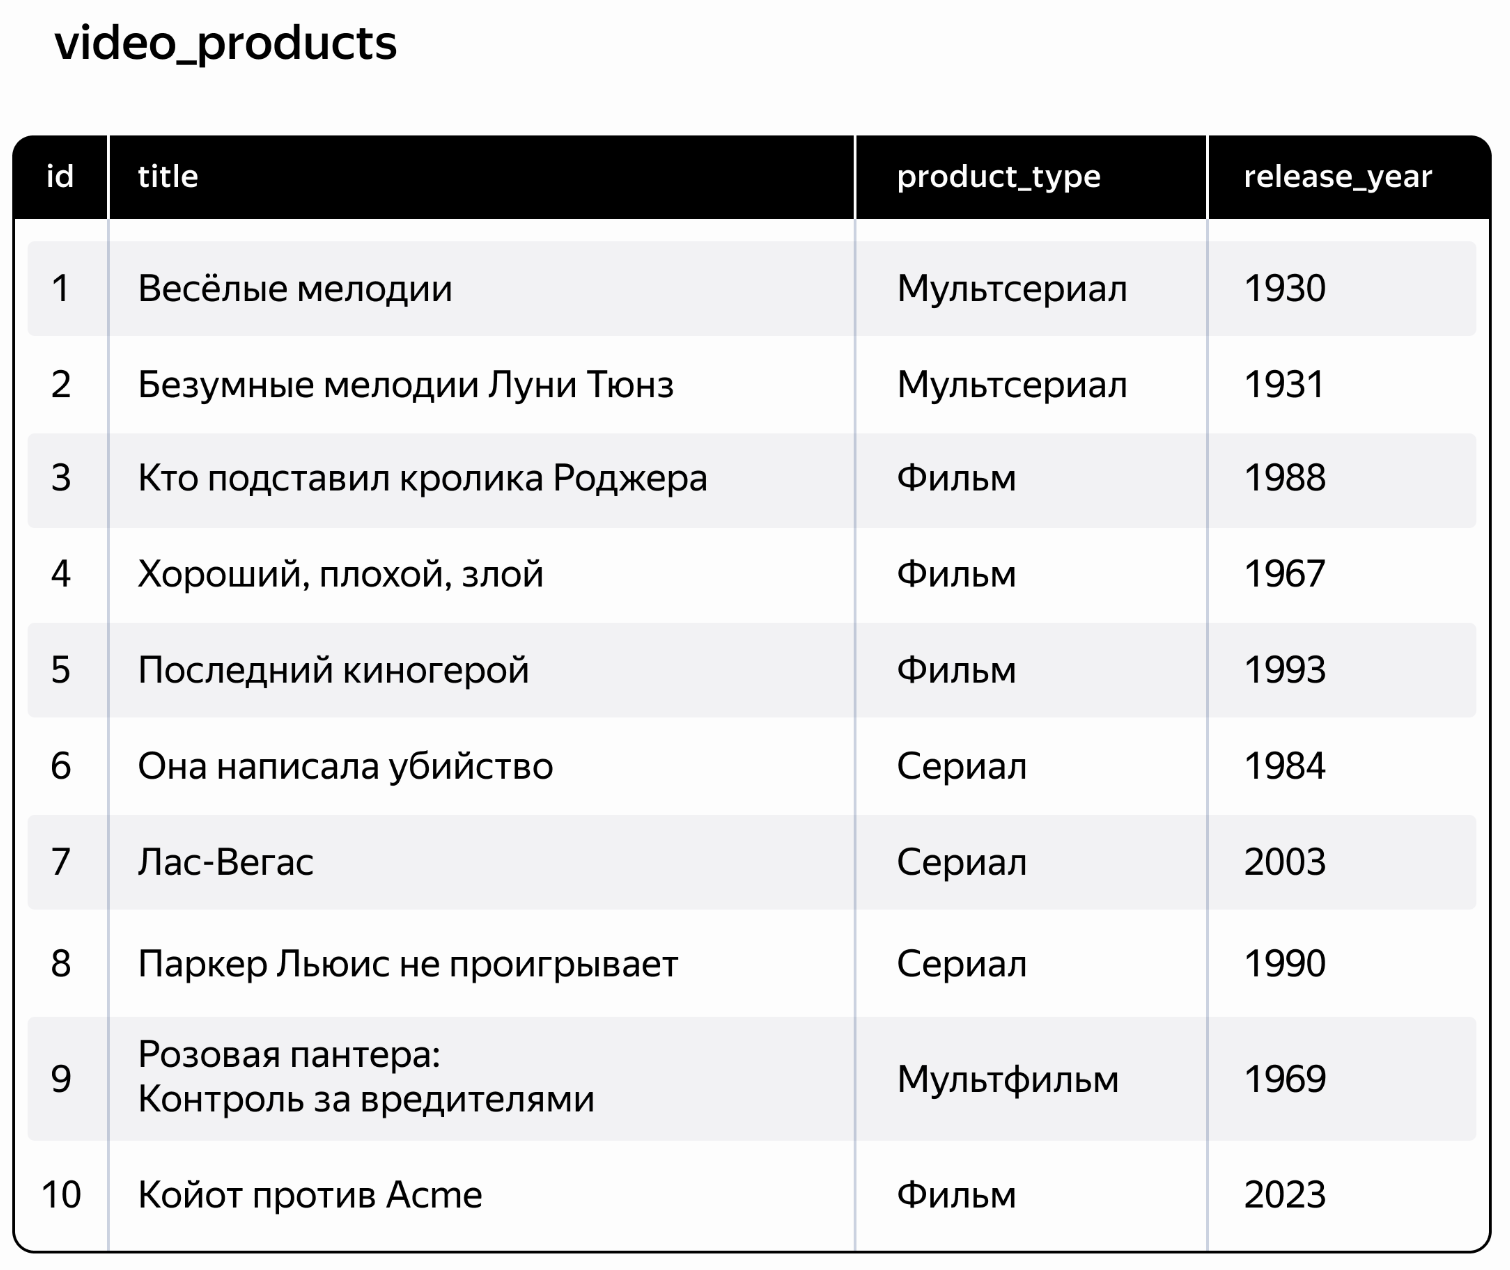 video_products
id title product_type release_year
1 Весёлые мелодии Мультсериал 1930
2 Безумные мелодии Луни Тюнз Мультсериал 1931
3 Кто подставил кролика Роджера Фильм 1988
4 Хороший, плохой, злой Фильм 1967
5 Последний киногерой Фильм 1993
6 Она написала убийство Сериал 1984
7 Лас-Вегас Сериал 2003
8 Паркер Льюис не проигрывает Сериал 1990
9 Розовая пантера:
Контроль за вредителями Мультфильм 1969
10 Койот против Acme Фильм 2023